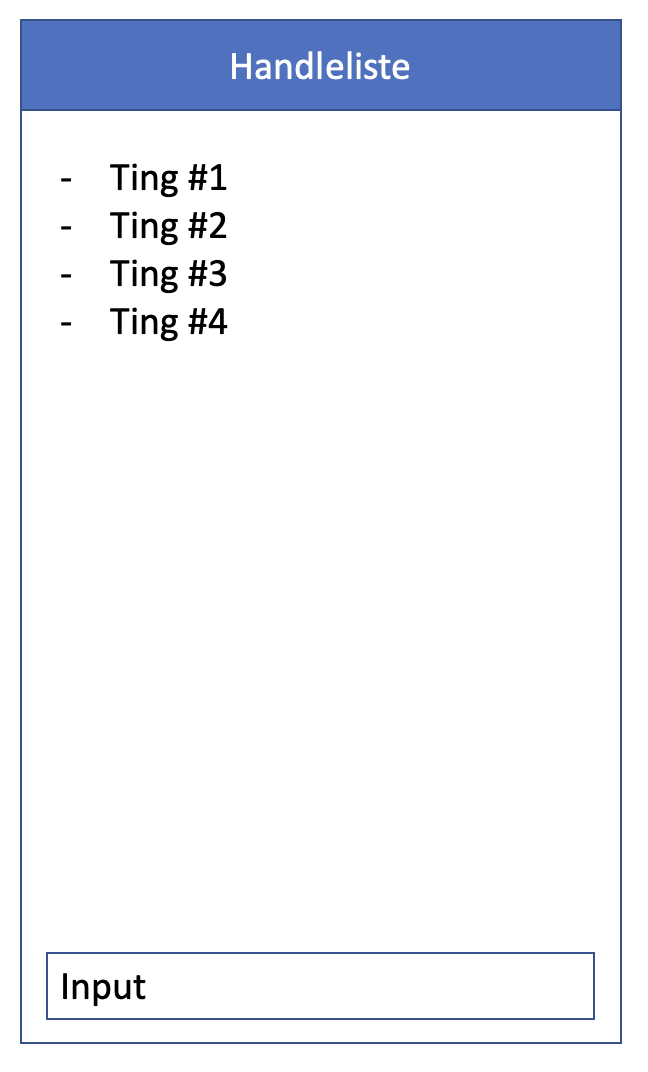 Handleliste
- Ting #1
- Ting #2
- Ting #3
- Ting #4
Input